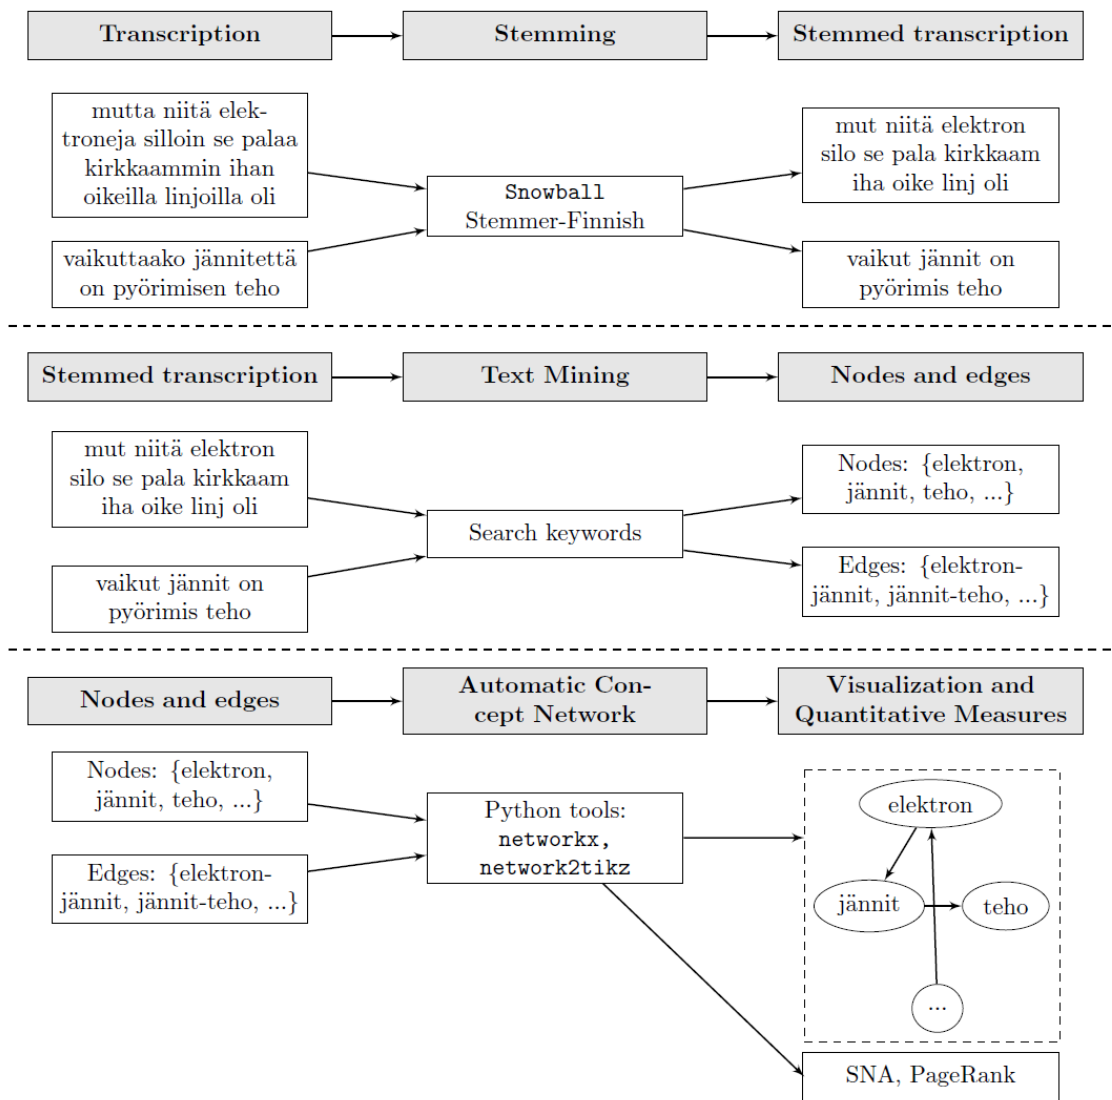 Transcription
Stemming
Stemmed transcription
mutta niitä elek-
troneja silloin se palaa
kirkkaammin ihan
oikeilla linjoilla oli
vaikuttaako jännitettä
on pyörimisen teho
Snowball
Stemmer-Finnish
mut niitä elektron
silo se pala kirkkaam
iha oike linj oli
vaikut jännit on
pyörimis teho
Stemmed transcription
Text Mining
Nodes and edges
mut niitä elektron
silo se pala kirkkaam
iha oike linj oli
vaikut jännit on
pyörimis teho
Search keywords
Nodes: {elektron,
jännit, teho, ...}
Edges: {elektron-
jännit, jännit-teho, ...}
Nodes and edges
Automatic Con-
cept Network
Visualization and
Quantitative Measures
Nodes: {elektron,
jännit, teho, ...}
Edges: {elektron-
jännit, jännit-teho, ...}
Python tools:
networkx,
network2tikz
elektron
jännit
teho
...
SNA, PageRank